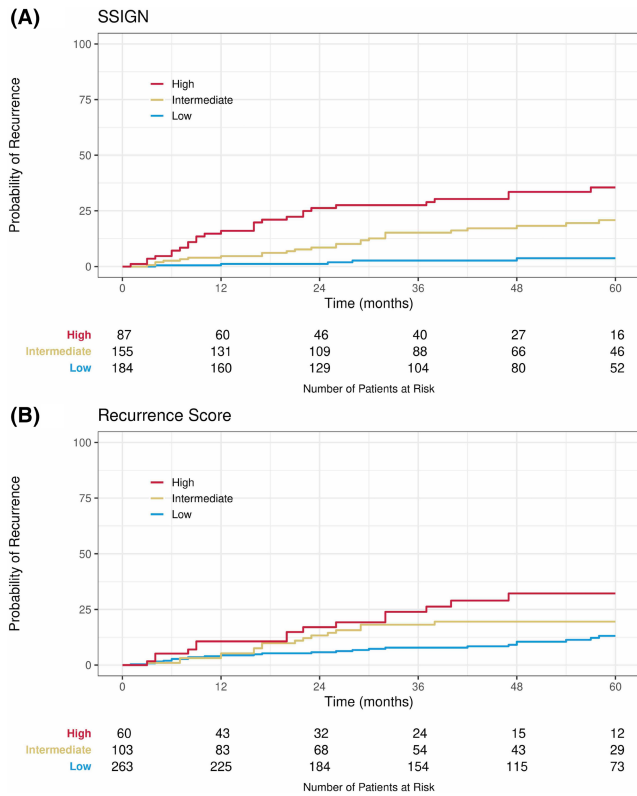 (A) SSIGN
Probability of Recurrence
100
75
50
25
0
High
Intermediate
Low
0 12 24 36 48 60
Time (months)
High 87 60 46 40 27 16
Intermediate 155 131 109 88 66 46
Low 184 160 129 104 80 52
Number of Patients at Risk
(B) Recurrence Score
Probability of Recurrence
100
75
50
25
0
High
Intermediate
Low
0 12 24 36 48 60
Time (months)
High 60 43 32 24 15 12
Intermediate 103 83 68 54 43 29
Low 263 225 184 154 115 73
Number of Patients at Risk